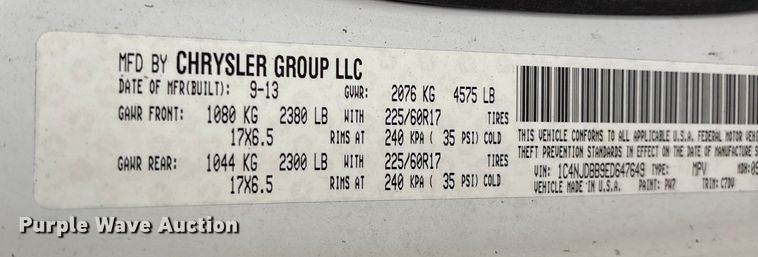 MFD BY CHRYSLER GROUP LLC
DATE OF MFR(BUILT): 9-13 GVWR: 2076 KG 4575 LB
GAWR FRONT: 1080 KG 2380 LB WITH 225/60R17 TIRES
17X6.5 RIMS AT 240 KPA ( 35 PSI) COLD
GAWR REAR: 1044 KG 2300 LB WITH 225/60R17 TIRES
17X6.5 RIMS AT 240 KPA ( 35 PSI) COLD
THIS VEHICLE CONFORMS TO ALL APPLICABLE U.S.A. FEDERAL MOTOR VEHIC
THEFT PREVENTION STANDARDS IN EFFECT ON THE DATE OF MANUFACTURE S
VIN: 1C4NJDBB9ED647649 TYPE: MPV MDH: 09
VEHICLE MADE IN U.S.A. PAINT: PW7 TRIM: C7DV
Purple Wave Auction